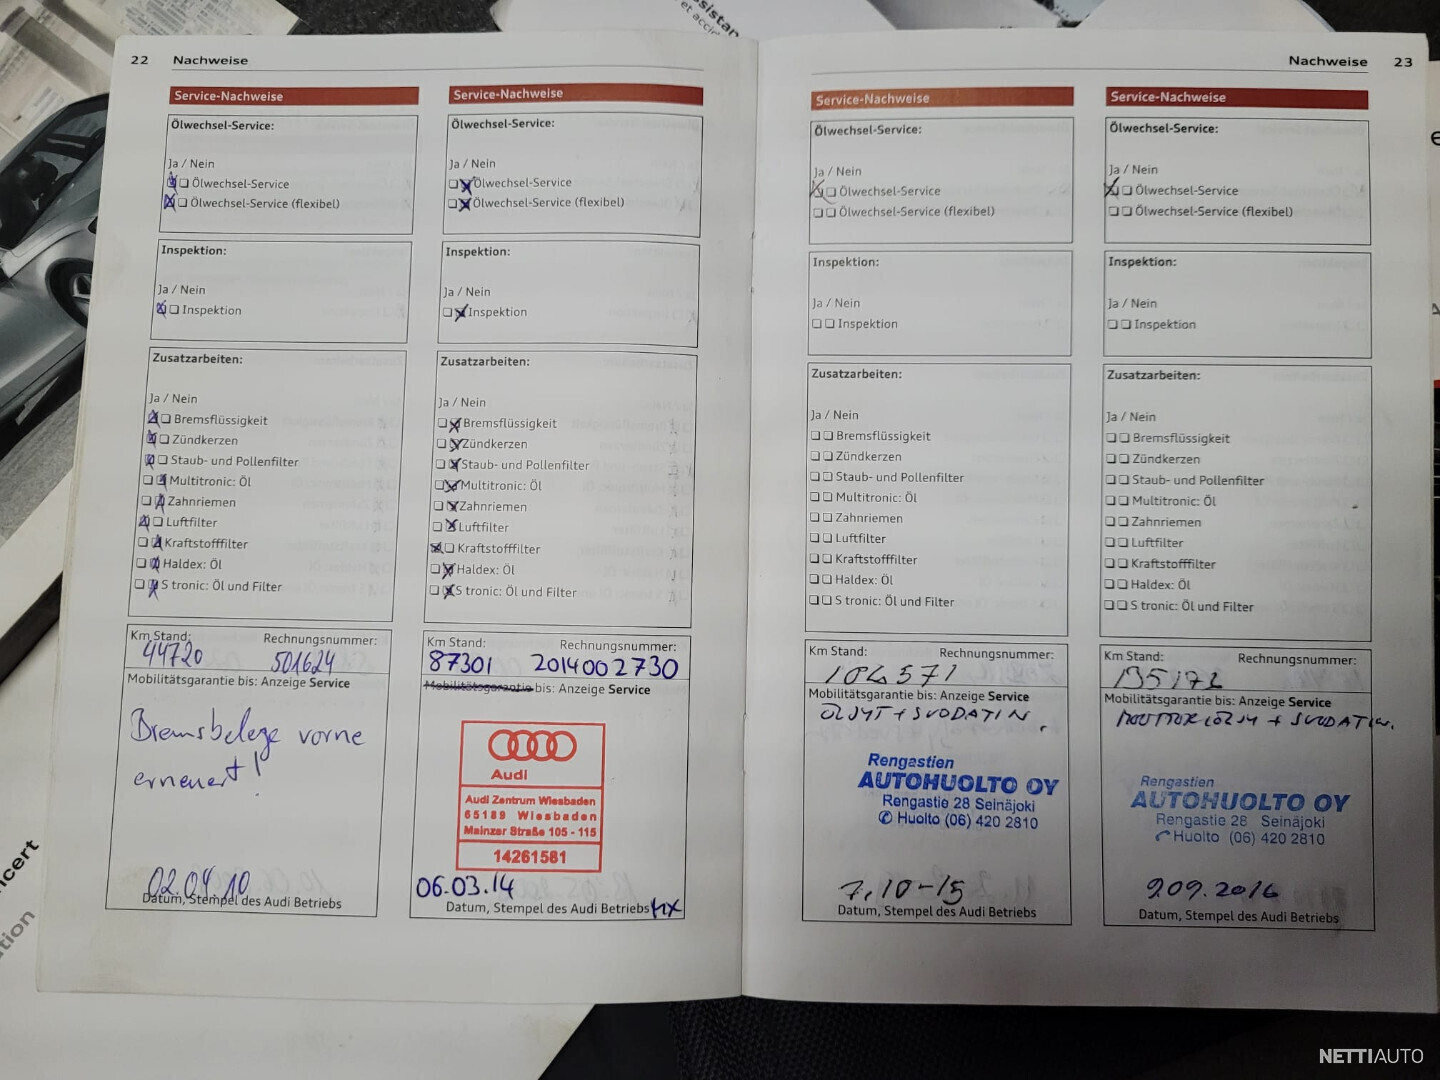 22 Nachweise
Service-Nachweise
Ölwechsel-Service:
Ja / Nein
Ölwechsel-Service
Ölwechsel-Service (flexibel)
Inspektion:
Ja / Nein
Inspektion
Zusatzarbeiten:
Ja / Nein
Bremsflüssigkeit
Zündkerzen
Staub- und Pollenfilter
Multitronic: Öl
Zahnriemen
Luftfilter
Kraftstofffilter
Haldex: Öl
S tronic: Öl und Filter
Km Stand: Rechnungsnummer:
44720 501624
Mobilitätsgarantie bis: Anzeige Service
Bremsbelege vorne
erneuert!
02.09.10
Datum, Stempel des Audi Betriebs
Service-Nachweise
Ölwechsel-Service:
Ja / Nein
Ölwechsel-Service
Ölwechsel-Service (flexibel)
Inspektion:
Ja / Nein
Inspektion
Zusatzarbeiten:
Ja / Nein
Bremsflüssigkeit
Zündkerzen
Staub- und Pollenfilter
Multitronic: Öl
Zahnriemen
Luftfilter
Kraftstofffilter
Haldex: Öl
S tronic: Öl und Filter
Km Stand: Rechnungsnummer:
87301 2014002730
Mobilitätsgarantie bis: Anzeige Service
Audi
Audi Zentrum Wiesbaden
65189 Wiesbaden
Mainzer Straße 105 - 115
14261581
06.03.14
Datum, Stempel des Audi Betriebs
Nachweise 23
Service-Nachweise
Ölwechsel-Service:
Ja / Nein
Ölwechsel-Service
Ölwechsel-Service (flexibel)
Inspektion:
Ja / Nein
Inspektion
Zusatzarbeiten:
Ja / Nein
Bremsflüssigkeit
Zündkerzen
Staub- und Pollenfilter
Multitronic: Öl
Zahnriemen
Luftfilter
Kraftstofffilter
Haldex: Öl
S tronic: Öl und Filter
Km Stand: Rechnungsnummer:
104571
Mobilitätsgarantie bis: Anzeige Service
ÖLJYT + SUODATIN.
Rengastien
AUTOHUOLTO OY
Rengastie 28 Seinäjoki
✆ Huolto (06) 420 2810
7.10-15
Datum, Stempel des Audi Betriebs
Service-Nachweise
Ölwechsel-Service:
Ja / Nein
Ölwechsel-Service
Ölwechsel-Service (flexibel)
Inspektion:
Ja / Nein
Inspektion
Zusatzarbeiten:
Ja / Nein
Bremsflüssigkeit
Zündkerzen
Staub- und Pollenfilter
Multitronic: Öl
Zahnriemen
Luftfilter
Kraftstofffilter
Haldex: Öl
S tronic: Öl und Filter
Km Stand: Rechnungsnummer:
135172
Mobilitätsgarantie bis: Anzeige Service
MOOTTORIÖLJY + SUODATIN.
Rengastien
AUTOHUOLTO OY
Rengastie 28 Seinäjoki
✆ Huolto (06) 420 2810
9.09.2016
Datum, Stempel des Audi Betriebs
NETTIAUTO